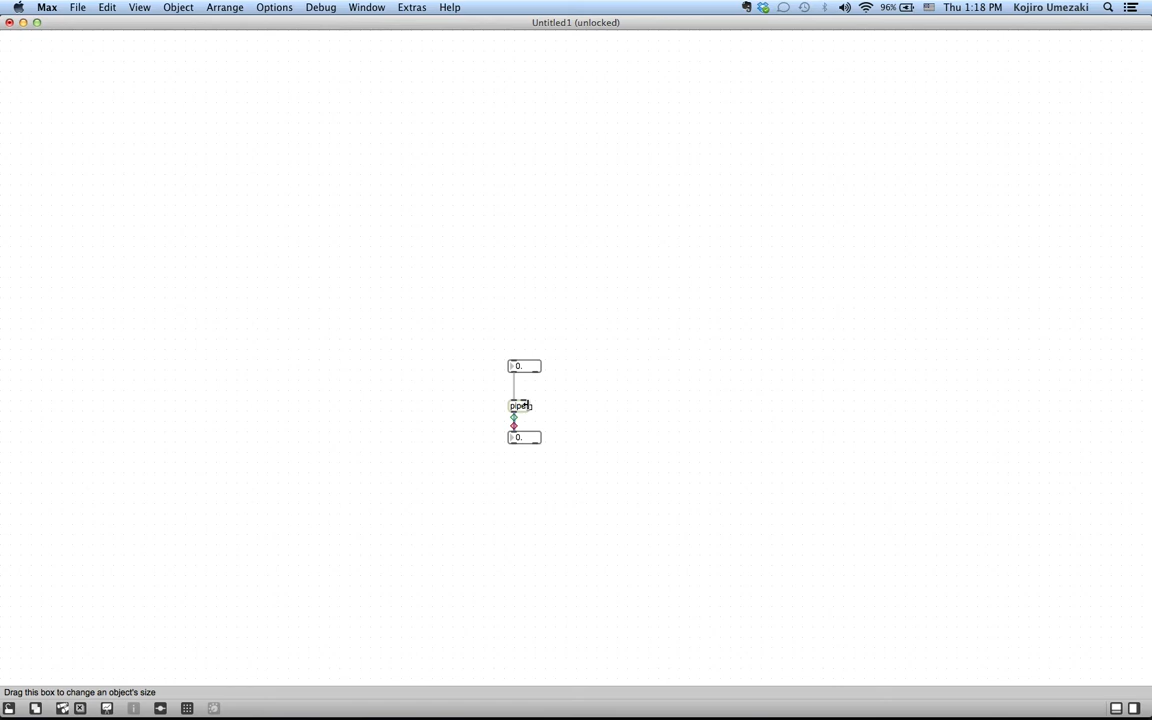 Max File Edit View Object Arrange Options Debug Window Extras Help 96% Thu 1:18 PM Kojiro Umezaki
Untitled1 (unlocked)
0.
pipe
0.
Drag this box to change an object's size